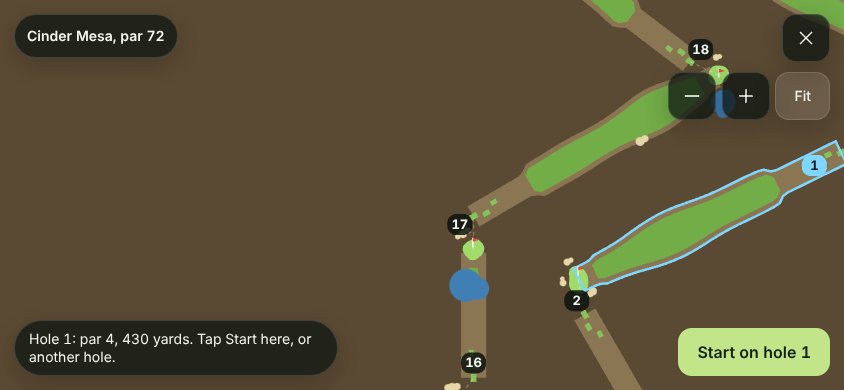 Cinder Mesa, par 72
18
− + Fit
1
17
2
16
Hole 1: par 4, 430 yards. Tap Start here, or
another hole.
Start on hole 1